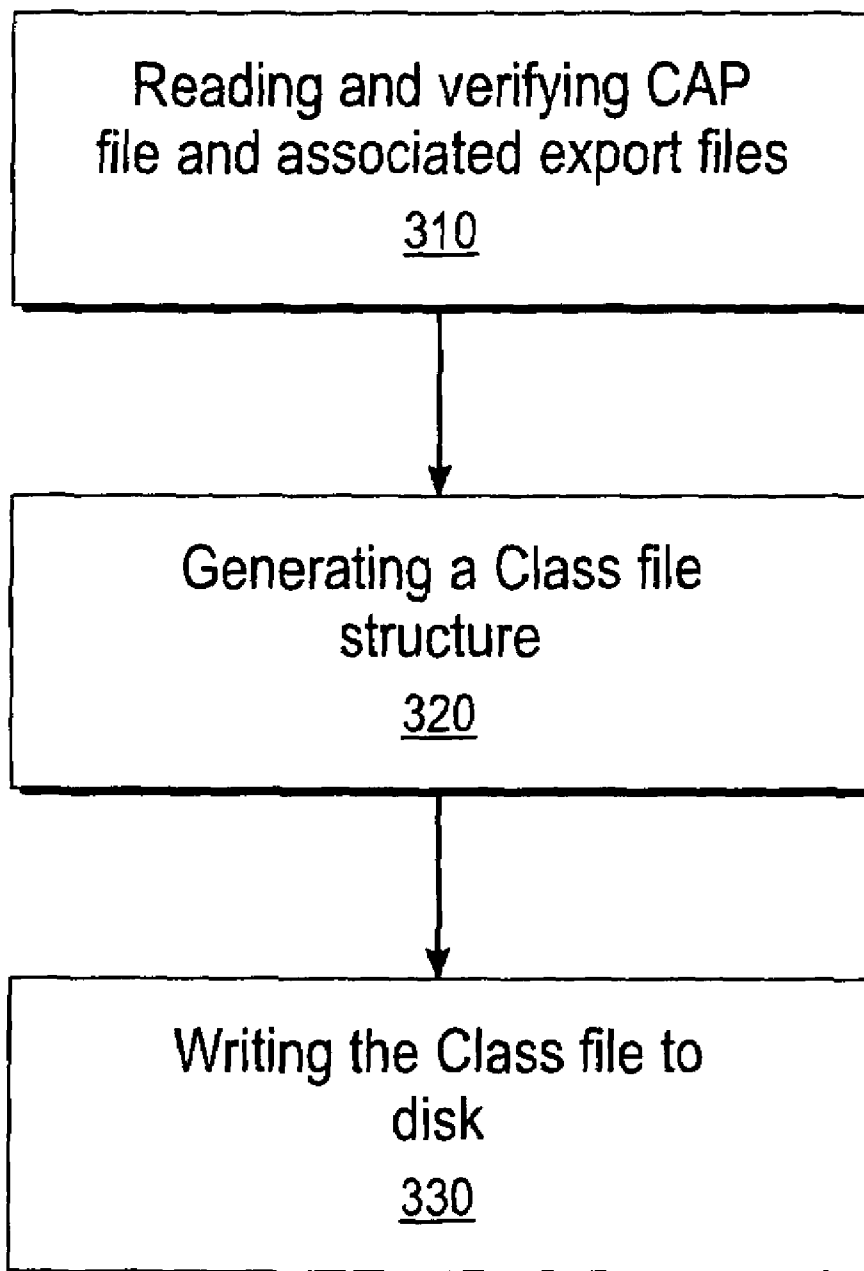 Reading and verifying CAP
file and associated export files
310
Generating a Class file
structure
320
Writing the Class file to
disk
330